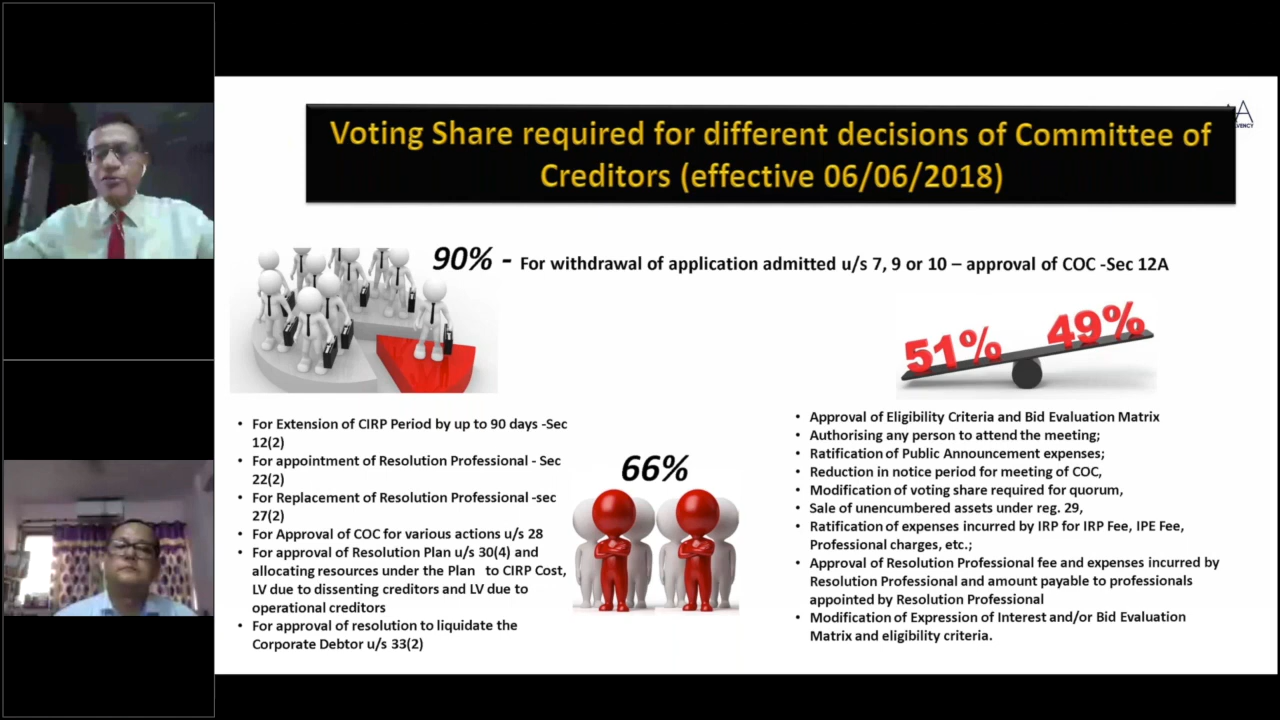 Voting Share required for different decisions of Committee of
Creditors (effective 06/06/2018)
A
VENCY
90% - For withdrawal of application admitted u/s 7, 9 or 10 – approval of COC -Sec 12A
51% 49%
• For Extension of CIRP Period by up to 90 days -Sec
12(2)
• For appointment of Resolution Professional - Sec
22(2)
• For Replacement of Resolution Professional -sec
27(2)
• For Approval of COC for various actions u/s 28
• For approval of Resolution Plan u/s 30(4) and
allocating resources under the Plan to CIRP Cost,
LV due to dissenting creditors and LV due to
operational creditors
• For approval of resolution to liquidate the
Corporate Debtor u/s 33(2)
66%
• Approval of Eligibility Criteria and Bid Evaluation Matrix
• Authorising any person to attend the meeting;
• Ratification of Public Announcement expenses;
• Reduction in notice period for meeting of COC,
• Modification of voting share required for quorum,
• Sale of unencumbered assets under reg. 29,
• Ratification of expenses incurred by IRP for IRP Fee, IPE Fee,
Professional charges, etc.;
• Approval of Resolution Professional fee and expenses incurred by
Resolution Professional and amount payable to professionals
appointed by Resolution Professional
• Modification of Expression of Interest and/or Bid Evaluation
Matrix and eligibility criteria.